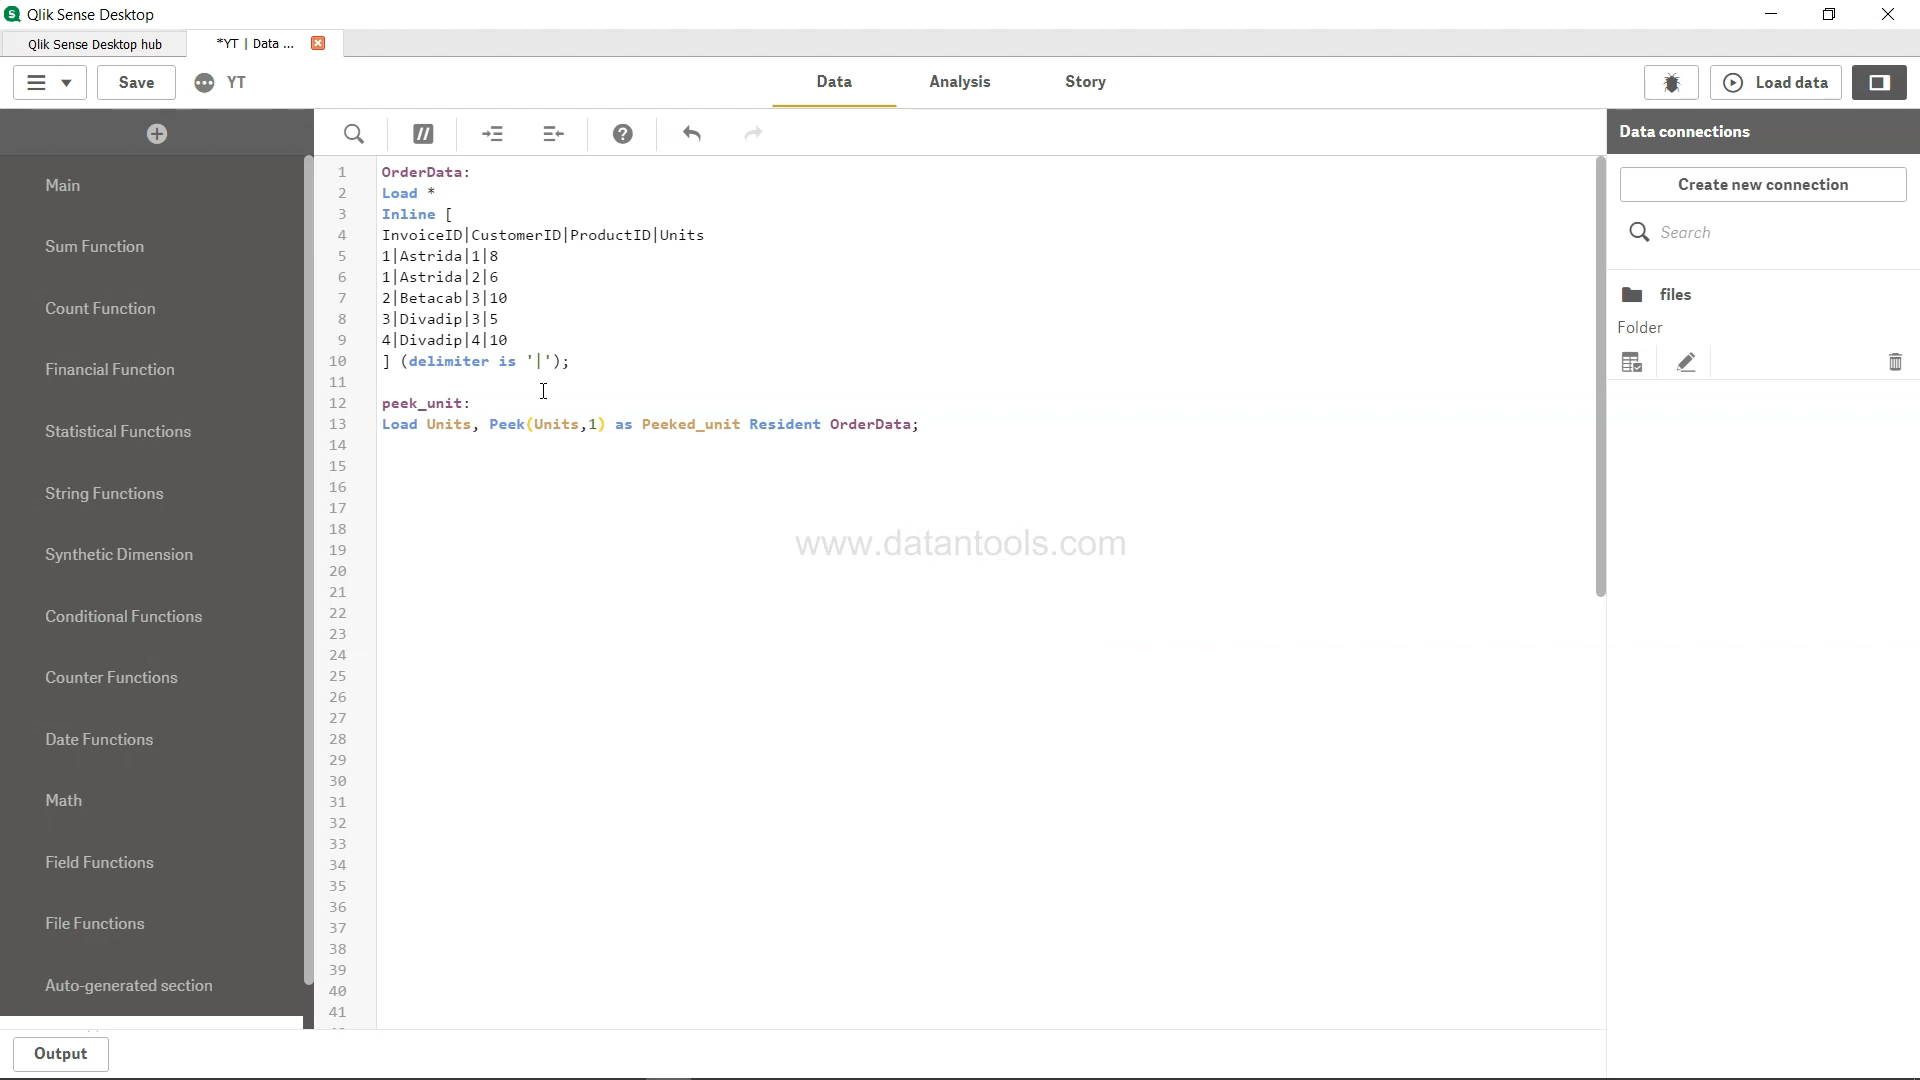 Qlik Sense Desktop
Qlik Sense Desktop hub
*YT | Data ...
Save
YT
Data
Analysis
Story
Load data
Main
Sum Function
Count Function
Financial Function
Statistical Functions
String Functions
Synthetic Dimension
Conditional Functions
Counter Functions
Date Functions
Math
Field Functions
File Functions
Auto-generated section
Output
1 OrderData:
2 Load *
3 Inline [
4 InvoiceID|CustomerID|ProductID|Units
5 1|Astrida|1|8
6 1|Astrida|2|6
7 2|Betacab|3|10
8 3|Divadip|3|5
9 4|Divadip|4|10
10 ] (delimiter is '|');
11
12 peek_unit:
13 Load Units, Peek(Units,1) as Peeked_unit Resident OrderData;
14
15
16
17
18
19
20
21
22
23
24
25
26
27
28
29
30
31
32
33
34
35
36
37
38
39
40
41
www.datantools.com
Data connections
Create new connection
Search
files
Folder